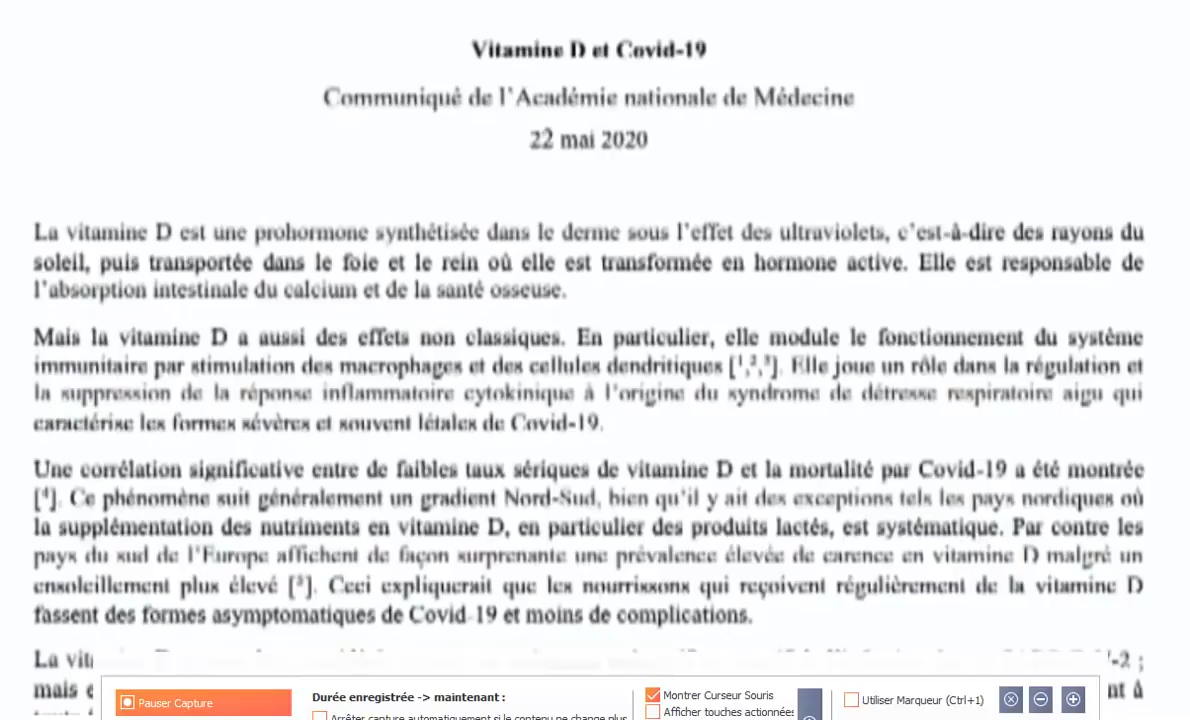 Vitamine D et Covid-19
Communiqué de l'Académie nationale de Médecine
22 mai 2020
La vitamine D est une prohormone synthétisée dans le derme sous l'effet des ultraviolets, c'est-à-dire des rayons du
soleil, puis transportée dans le foie et le rein où elle est transformée en hormone active. Elle est responsable de
l'absorption intestinale du calcium et de la santé osseuse.
Mais la vitamine D a aussi des effets non classiques. En particulier, elle module le fonctionnement du système
immunitaire par stimulation des macrophages et des cellules dendritiques [¹,²,³]. Elle joue un rôle dans la régulation et
la suppression de la réponse inflammatoire cytokinique à l'origine du syndrome de détresse respiratoire aigu qui
caractérise les formes sévères et souvent létales de Covid-19.
Une corrélation significative entre de faibles taux sériques de vitamine D et la mortalité par Covid-19 a été montrée
[⁴]. Ce phénomène suit généralement un gradient Nord-Sud, bien qu'il y ait des exceptions tels les pays nordiques où
la supplémentation des nutriments en vitamine D, en particulier des produits lactés, est systématique. Par contre les
pays du sud de l'Europe affichent de façon surprenante une prévalence élevée de carence en vitamine D malgré un
ensoleillement plus élevé [⁵]. Ceci expliquerait que les nourrissons qui reçoivent régulièrement de la vitamine D
fassent des formes asymptomatiques de Covid-19 et moins de complications.
La -2 ;
mais à
Pauser Capture
Durée enregistrée -> maintenant :
Arrêter capture automatiquement si le contenu ne change plus
Montrer Curseur Souris
Afficher touches actionnées
Utiliser Marqueur (Ctrl+1)